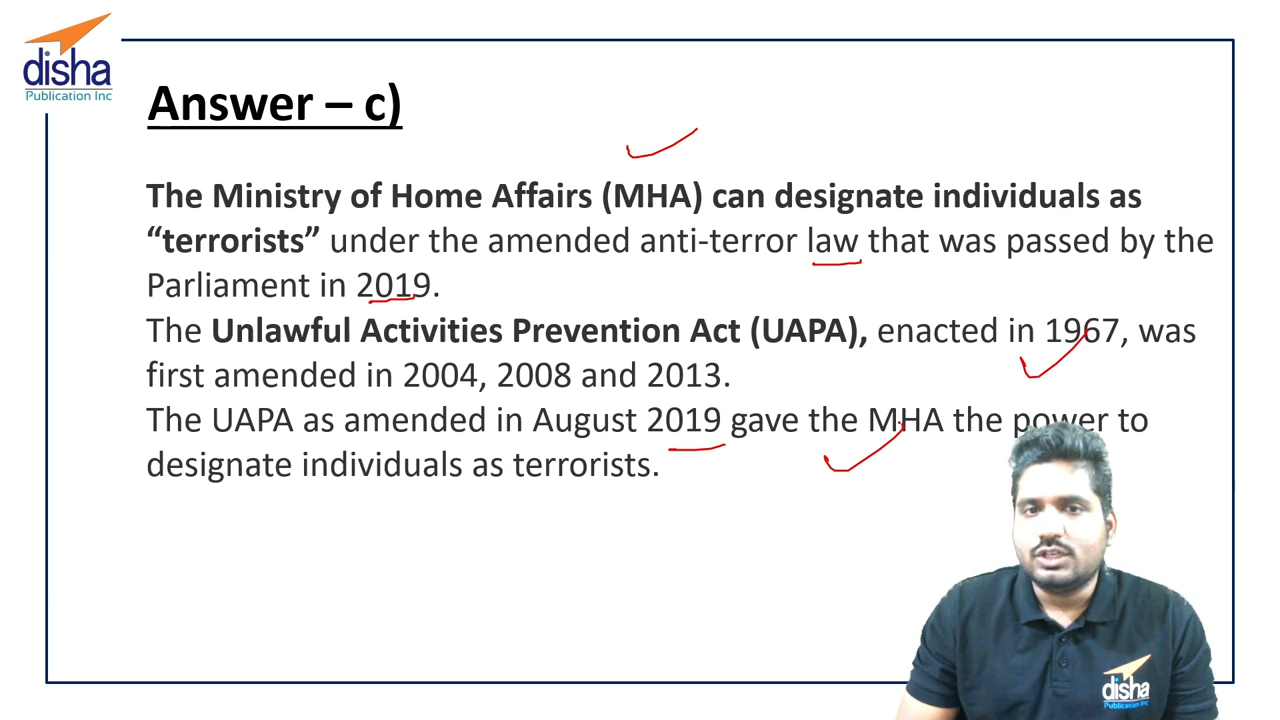 disha
Publication Inc
Answer – c)
The Ministry of Home Affairs (MHA) can designate individuals as
“terrorists” under the amended anti-terror law that was passed by the
Parliament in 2019.
The Unlawful Activities Prevention Act (UAPA), enacted in 1967, was
first amended in 2004, 2008 and 2013.
The UAPA as amended in August 2019 gave the MHA the power to
designate individuals as terrorists.
disha
Publication Inc